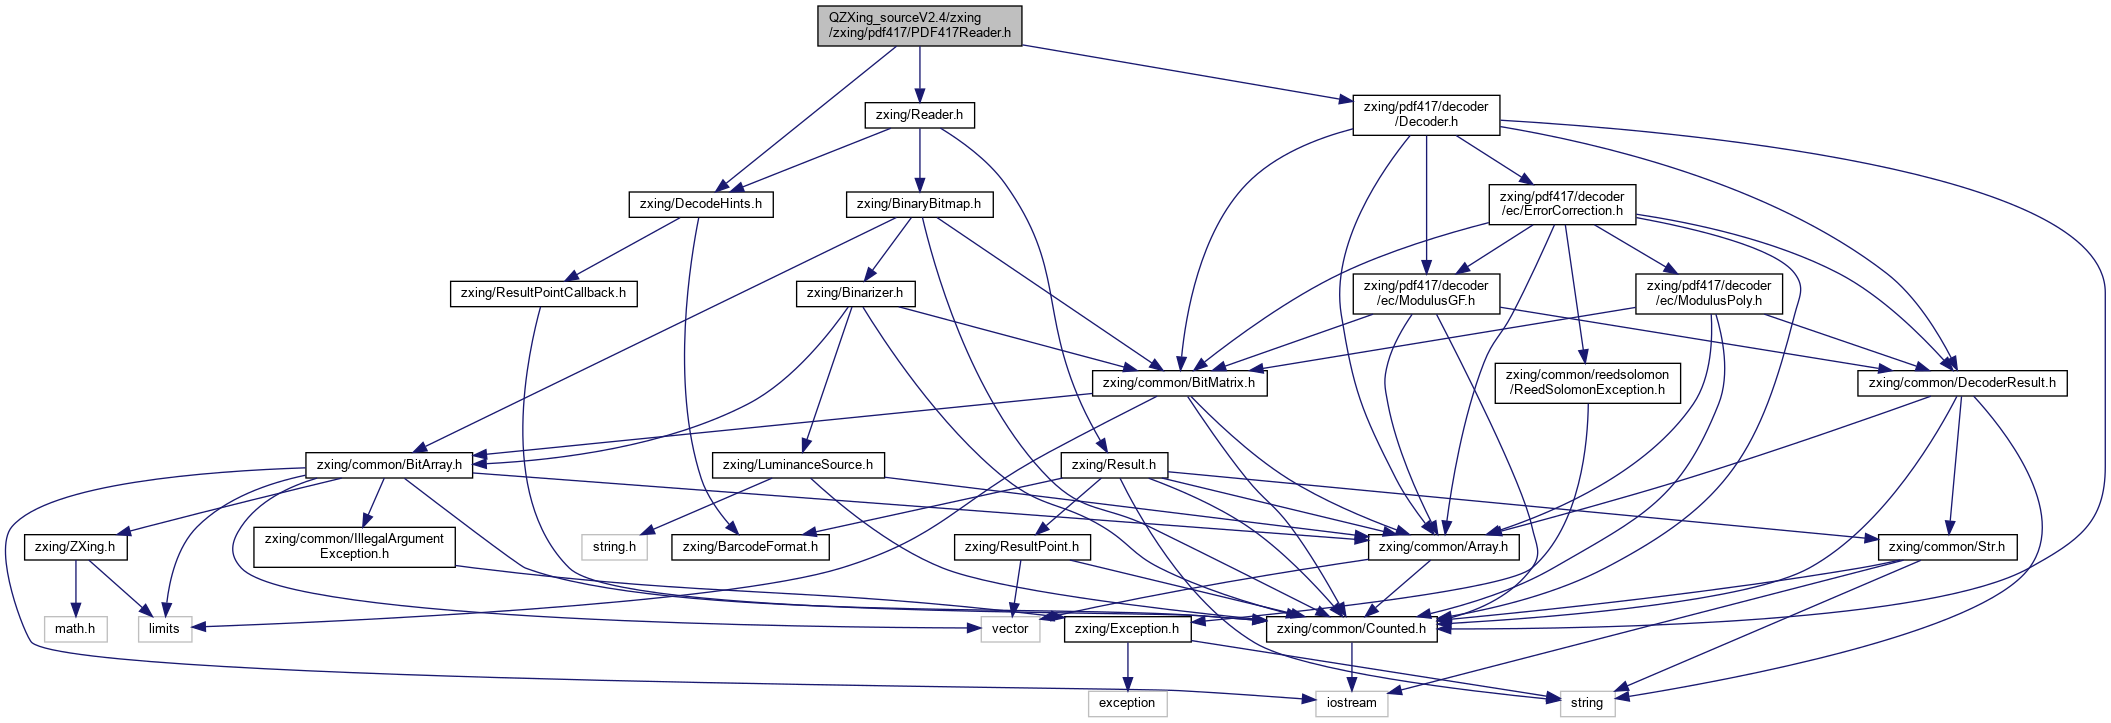 QZXing_sourceV2.4/zxing
/zxing/pdf417/PDF417Reader.h
zxing/pdf417/decoder
/Decoder.h
zxing/Reader.h
zxing/DecodeHints.h
zxing/BinaryBitmap.h
zxing/pdf417/decoder
/ec/ErrorCorrection.h
zxing/ResultPointCallback.h
zxing/Binarizer.h
zxing/pdf417/decoder
/ec/ModulusGF.h
zxing/pdf417/decoder
/ec/ModulusPoly.h
zxing/common/BitMatrix.h
zxing/common/reedsolomon
/ReedSolomonException.h
zxing/common/DecoderResult.h
zxing/common/BitArray.h
zxing/LuminanceSource.h
zxing/Result.h
zxing/ZXing.h
zxing/common/IllegalArgument
Exception.h
string.h
zxing/BarcodeFormat.h
zxing/ResultPoint.h
zxing/common/Array.h
zxing/common/Str.h
math.h
limits
vector
zxing/Exception.h
zxing/common/Counted.h
exception
iostream
string